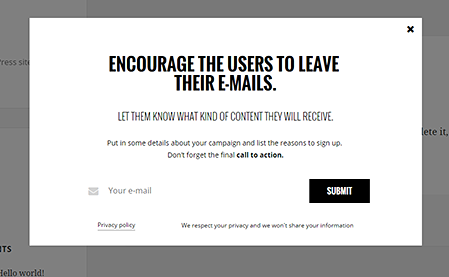 ress site
ENCOURAGE THE USERS TO LEAVE
THEIR E-MAILS.
LET THEM KNOW WHAT KIND OF CONTENT THEY WILL RECEIVE.
Put in some details about your campaign and list the reasons to sign up.
Don't forget the final call to action.
lete it,
Your e-mail
SUBMIT
Privacy policy
We respect your privacy and we won't share your information
NTS
Hello world!